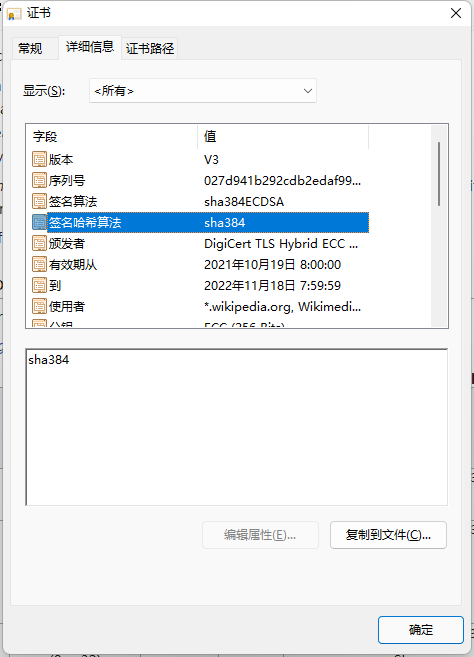 证书
常规 详细信息 证书路径
显示(S): <所有>
字段 值
版本 V3
序列号 027d941b292cdb2edaf99...
签名算法 sha384ECDSA
签名哈希算法 sha384
颁发者 DigiCert TLS Hybrid ECC ...
有效期从 2021年10月19日 8:00:00
到 2022年11月18日 7:59:59
使用者 *.wikipedia.org, Wikimedi...
公钥 ECC (256 Bits)
sha384
编辑属性(E)... 复制到文件(C)...
确定